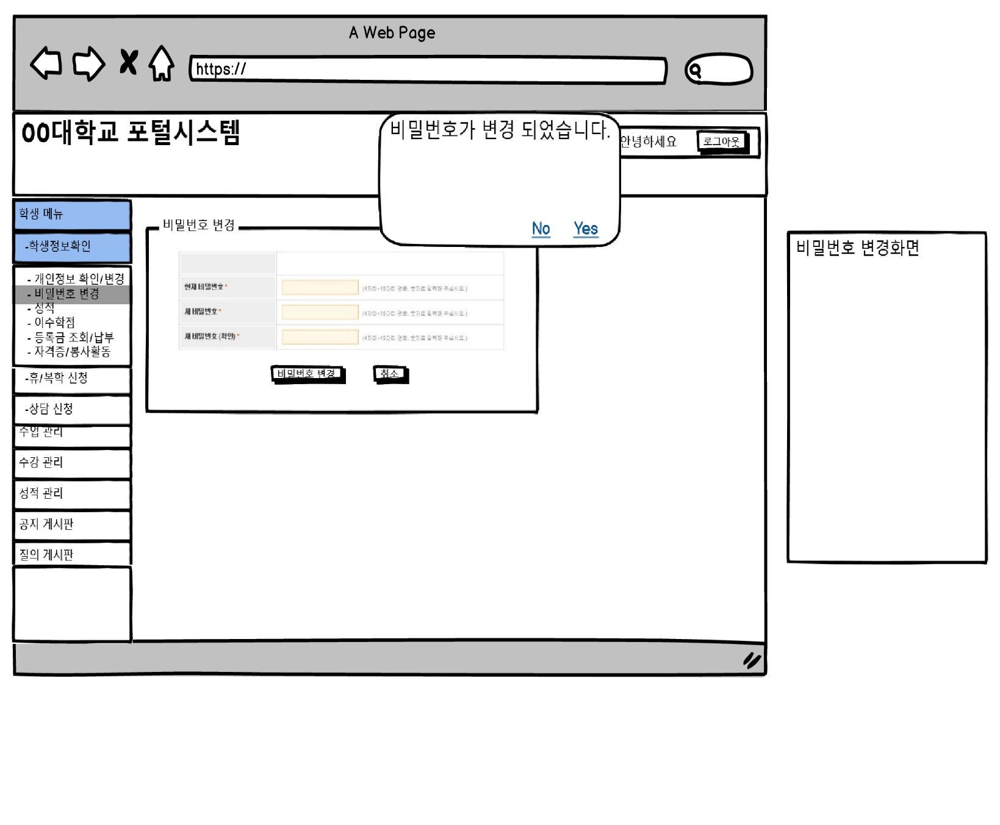 A Web Page
https://
00대학교 포털시스템
비밀번호가 변경 되었습니다.
안녕하세요
로그아웃
No
Yes
학생 메뉴
-학생정보확인
- 개인정보 확인/변경
- 비밀번호 변경
- 성적
- 이수학점
- 등록금 조회/납부
- 자격증/봉사활동
-휴/복학 신청
-상담 신청
수업 관리
수강 관리
성적 관리
공지 게시판
질의 게시판
비밀번호 변경
현재 비밀번호 *
(4자리~16자리 영문, 숫자로 입력해 주십시요.)
새 비밀번호 *
(4자리~16자리 영문, 숫자로 입력해 주십시요.)
새 비밀번호 (확인) *
(4자리~16자리 영문, 숫자로 입력해 주십시요.)
비밀번호 변경
취소
비밀번호 변경화면